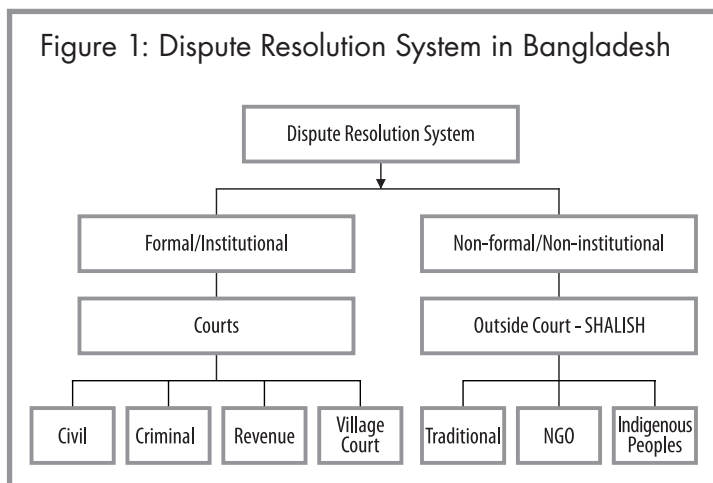 Figure 1: Dispute Resolution System in Bangladesh
Dispute Resolution System
Formal/Institutional
Non-formal/Non-institutional
Courts
Outside Court - SHALISH
Civil
Criminal
Revenue
Village
Court
Traditional
NGO
Indigenous
Peoples